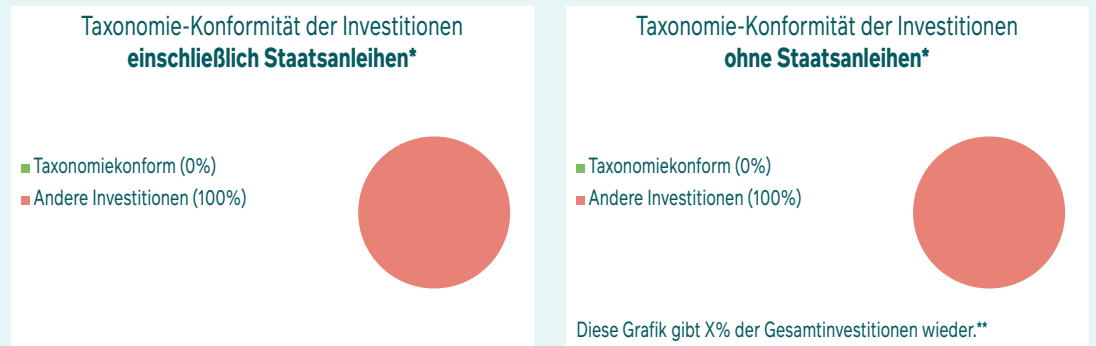 Taxonomie-Konformität der Investitionen
einschließlich Staatsanleihen*
Taxonomiekonform (0%)
Andere Investitionen (100%)
Taxonomie-Konformität der Investitionen
ohne Staatsanleihen*
Taxonomiekonform (0%)
Andere Investitionen (100%)
Diese Grafik gibt X% der Gesamtinvestitionen wieder.**